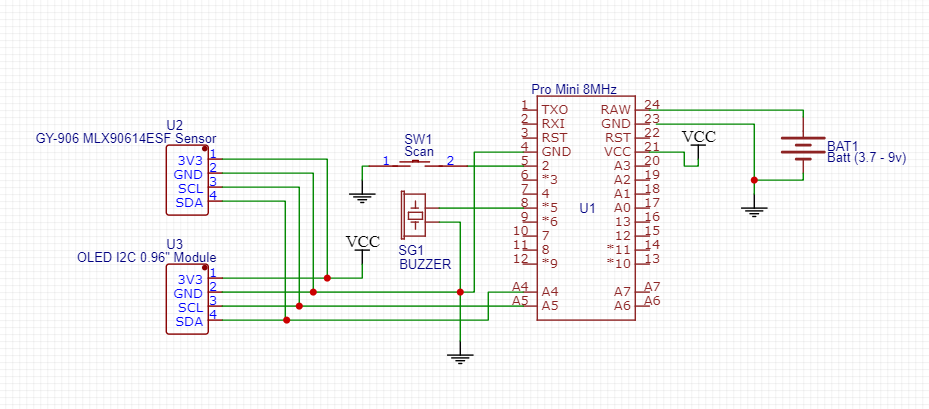 U2
GY-906 MLX90614ESF Sensor
3V3 1
GND 2
SCL 3
SDA 4
U3
OLED I2C 0.96" Module
3V3 1
GND 2
SCL 3
SDA 4
VCC
SW1
Scan
1 2
SG1
BUZZER
Pro Mini 8MHz
U1
1 TXO RAW 24
2 RXI GND 23
3 RST RST 22
4 GND VCC 21
5 2 A3 20
6 *3 A2 19
7 4 A1 18
8 *5 A0 17
9 *6 13 16
10 7 12 15
11 8 *11 14
12 *9 *10 13
A4 A4 A7 A7
A5 A5 A6 A6
VCC
BAT1
Batt (3.7 - 9v)